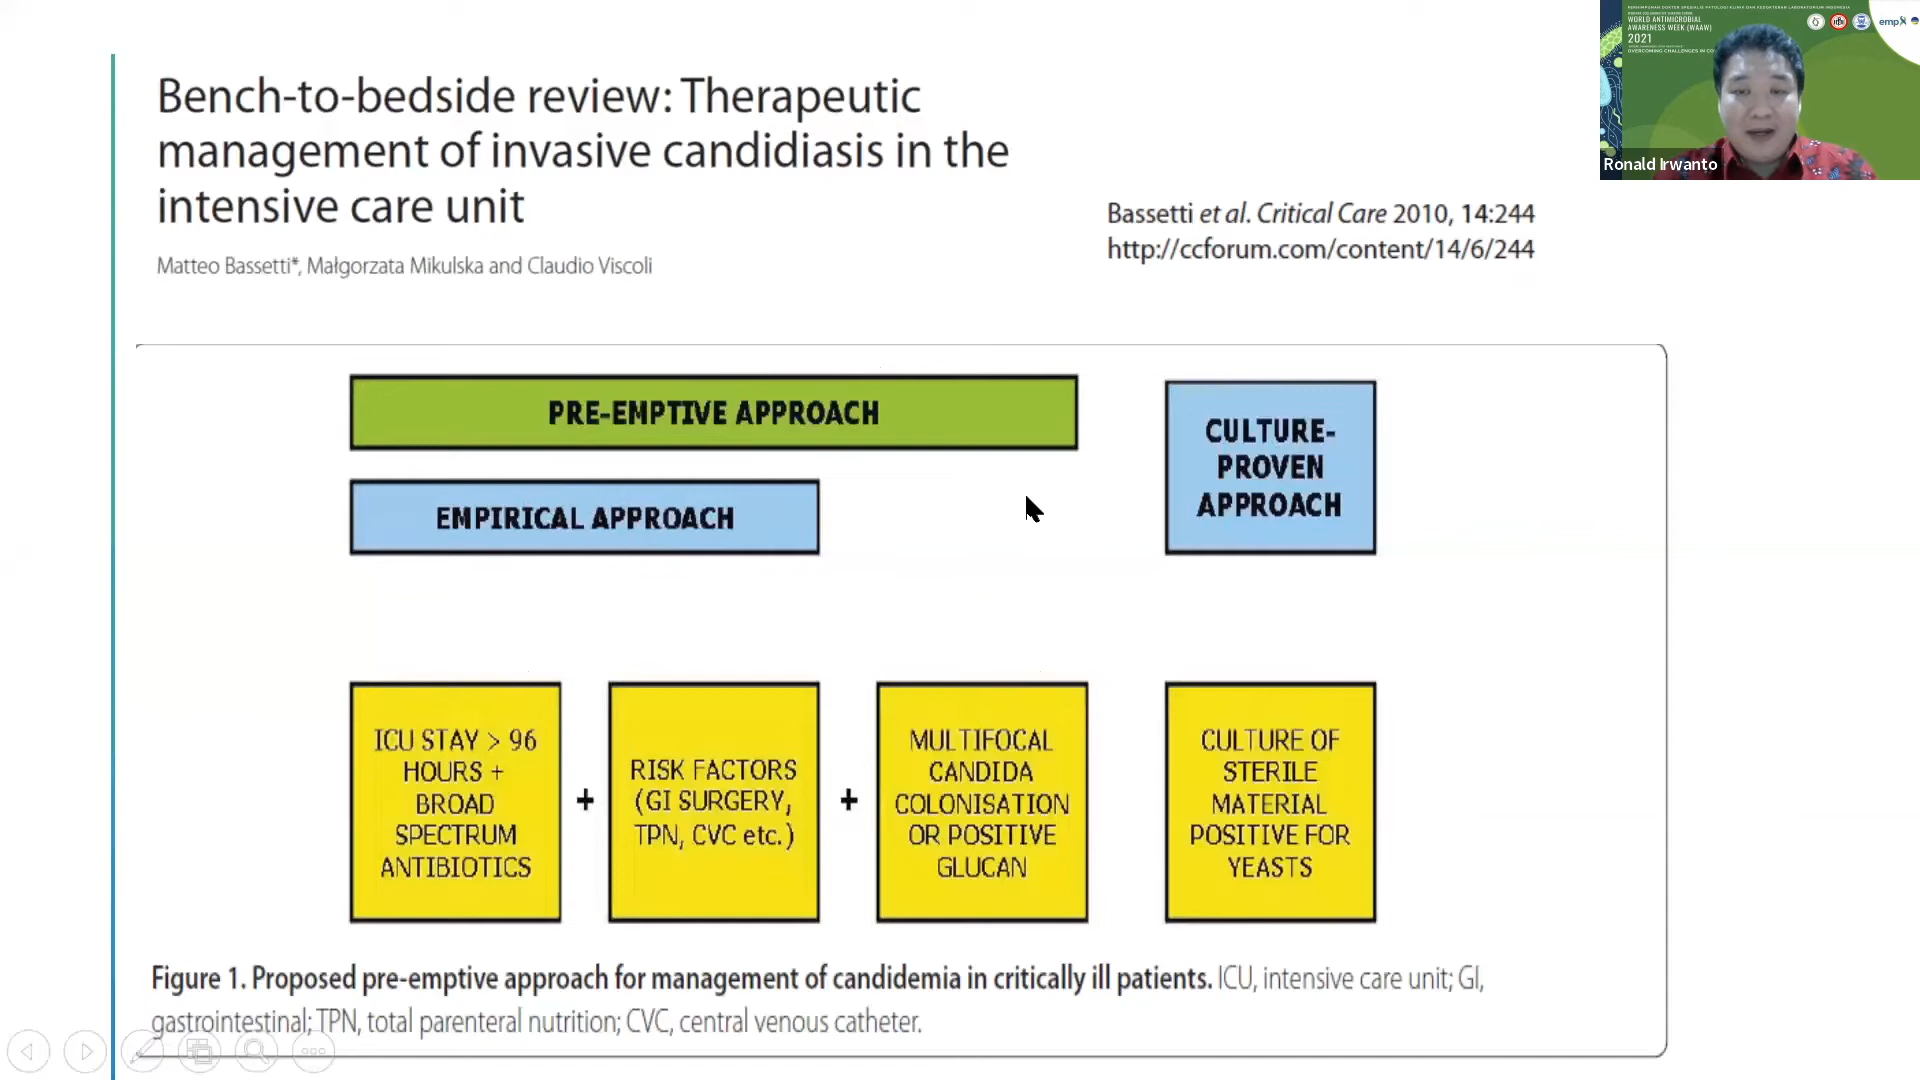 Bench-to-bedside review: Therapeutic
management of invasive candidiasis in the
intensive care unit
Matteo Bassetti*, Małgorzata Mikulska and Claudio Viscoli
Bassetti et al. Critical Care 2010, 14:244
http://ccforum.com/content/14/6/244
WORLD ANTIMICROBIAL
AWARENESS WEEK (WAAW)
2021
OVERCOMING CHALLENGES IN CO
empX
Ronald Irwanto
PRE-EMPTIVE APPROACH
EMPIRICAL APPROACH
CULTURE-
PROVEN
APPROACH
ICU STAY > 96
HOURS +
BROAD
SPECTRUM
ANTIBIOTICS
+
RISK FACTORS
(GI SURGERY,
TPN, CVC etc.)
+
MULTIFOCAL
CANDIDA
COLONISATION
OR POSITIVE
GLUCAN
CULTURE OF
STERILE
MATERIAL
POSITIVE FOR
YEASTS
Figure 1. Proposed pre-emptive approach for management of candidemia in critically ill patients. ICU, intensive care unit; GI,
gastrointestinal; TPN, total parenteral nutrition; CVC, central venous catheter.